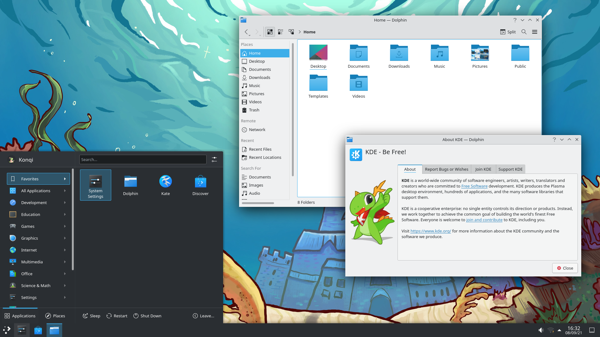 Home — Dolphin
Home
Split
Places
Home
Desktop
Documents
Downloads
Music
Pictures
Videos
Trash
Remote
Network
Recent
Recent Files
Recent Locations
Search For
Documents
Images
Audio
Desktop
Documents
Downloads
Music
Pictures
Public
Templates
Videos
8 Folders
About KDE — Dolphin
KDE - Be Free!
About
Report Bugs or Wishes
Join KDE
Support KDE
KDE is a world-wide community of software engineers, artists, writers, translators and
creators who are committed to Free Software development. KDE produces the Plasma
desktop environment, hundreds of applications, and the many software libraries that
support them.
KDE is a cooperative enterprise: no single entity controls its direction or products. Instead,
we work together to achieve the common goal of building the world's finest Free
Software. Everyone is welcome to join and contribute to KDE, including you.
Visit https://www.kde.org/ for more information about the KDE community and the
software we produce.
Close
Konqi
Search...
Favorites
All Applications
Development
Education
Games
Graphics
Internet
Multimedia
Office
Science & Math
Settings
System
Settings
Dolphin
Kate
Discover
Applications
Places
Sleep
Restart
Shut Down
Leave...
16:32
08/09/21